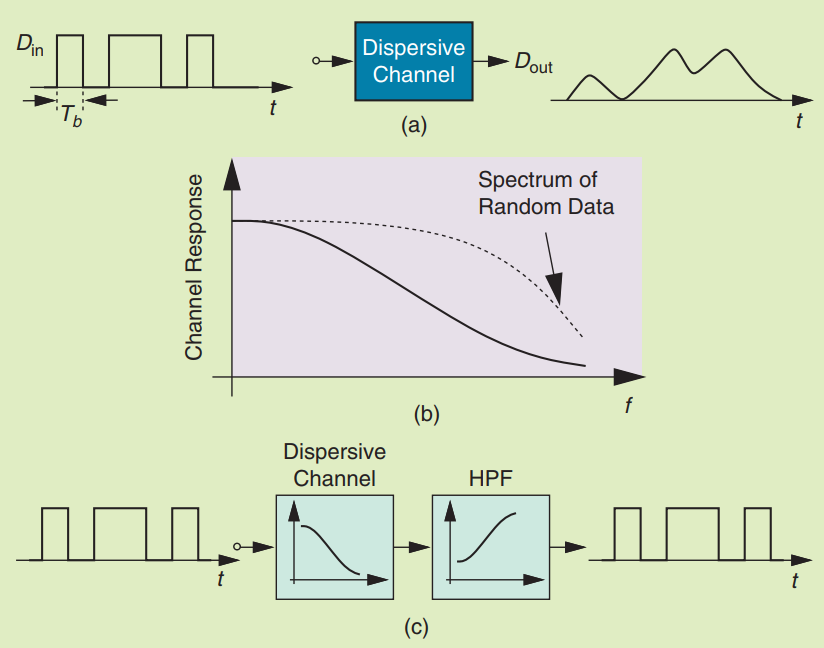 D_in
T_b
t
Dispersive
Channel
D_out
t
(a)
Channel Response
Spectrum of
Random Data
f
(b)
Dispersive
Channel
HPF
t
t
(c)